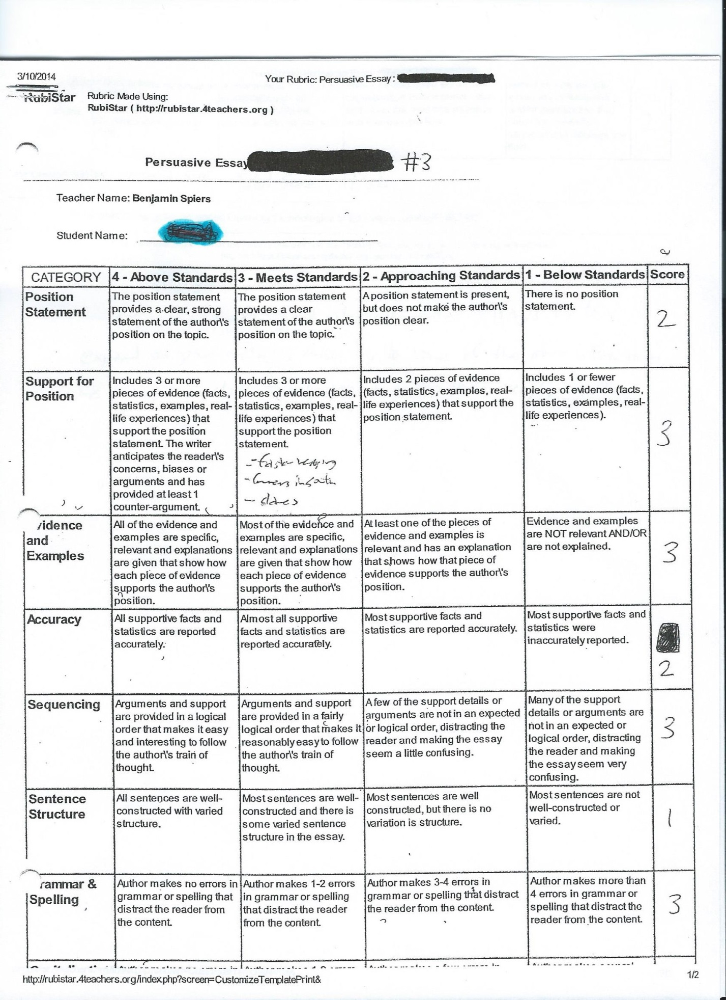 3/10/2014
Your Rubric: Persuasive Essay :
RubiStar
Rubric Made Using:
RubiStar ( http://rubistar.4teachers.org )
Persuasive Essay #3
Teacher Name: Benjamin Spiers
Student Name:
CATEGORY 4 - Above Standards 3 - Meets Standards 2 - Approaching Standards 1 - Below Standards Score
Position
Statement
The position statement
provides a clear, strong
statement of the author\'s
position on the topic.
The position statement
provides a clear
statement of the author\'s
position on the topic.
A position statement is present,
but does not make the author\'s
position clear.
There is no position
statement.
2
Support for
Position
Includes 3 or more
pieces of evidence (facts,
statistics, examples, real-
life experiences) that
support the position
statement. The writer
anticipates the reader\'s
concerns, biases or
arguments and has
provided at least 1
counter-argument.
Includes 3 or more
pieces of evidence (facts,
statistics, examples, real-
life experiences) that
support the position
statement.
Includes 2 pieces of evidence
(facts, statistics, examples, real-
life experiences) that support the
position statement.
Includes 1 or fewer
pieces of evidence (facts,
statistics, examples, real-
life experiences).
3
vidence
and
Examples
All of the evidence and
examples are specific,
relevant and explanations
are given that show how
each piece of evidence
supports the author\'s
position.
Most of the evidence and
examples are specific,
relevant and explanations
are given that show how
each piece of evidence
supports the author\'s
position.
At least one of the pieces of
evidence and examples is
relevant and has an explanation
that shows how that piece of
evidence supports the author\'s
position.
Evidence and examples
are NOT relevant AND/OR
are not explained.
3
Accuracy
All supportive facts and
statistics are reported
accurately.
Almost all supportive
facts and statistics are
reported accurately.
Most supportive facts and
statistics are reported accurately.
Most supportive facts and
statistics were
inaccurately reported.
2
Sequencing
Arguments and support
are provided in a logical
order that makes it easy
and interesting to follow
the author\'s train of
thought.
Arguments and support
are provided in a fairly
logical order that makes it
reasonably easy to follow
the author\'s train of
thought.
A few of the support details or
arguments are not in an expected
or logical order, distracting the
reader and making the essay
seem a little confusing.
Many of the support
details or arguments are
not in an expected or
logical order, distracting
the reader and making
the essay seem very
confusing.
3
Sentence
Structure
All sentences are well-
constructed with varied
structure.
Most sentences are well-
constructed and there is
some varied sentence
structure in the essay.
Most sentences are well
constructed, but there is no
variation is structure.
Most sentences are not
well-constructed or
varied.
1
rammar &
Spelling
Author makes no errors in
grammar or spelling that
distract the reader from
the content.
Author makes 1-2 errors
in grammar or spelling
that distract the reader
from the content.
Author makes 3-4 errors in
grammar or spelling that distract
the reader from the content.
Author makes more than
4 errors in grammar or
spelling that distract the
reader from the content.
3
http://rubistar.4teachers.org/index.php?screen=CustomizeTemplatePrint&
1/2